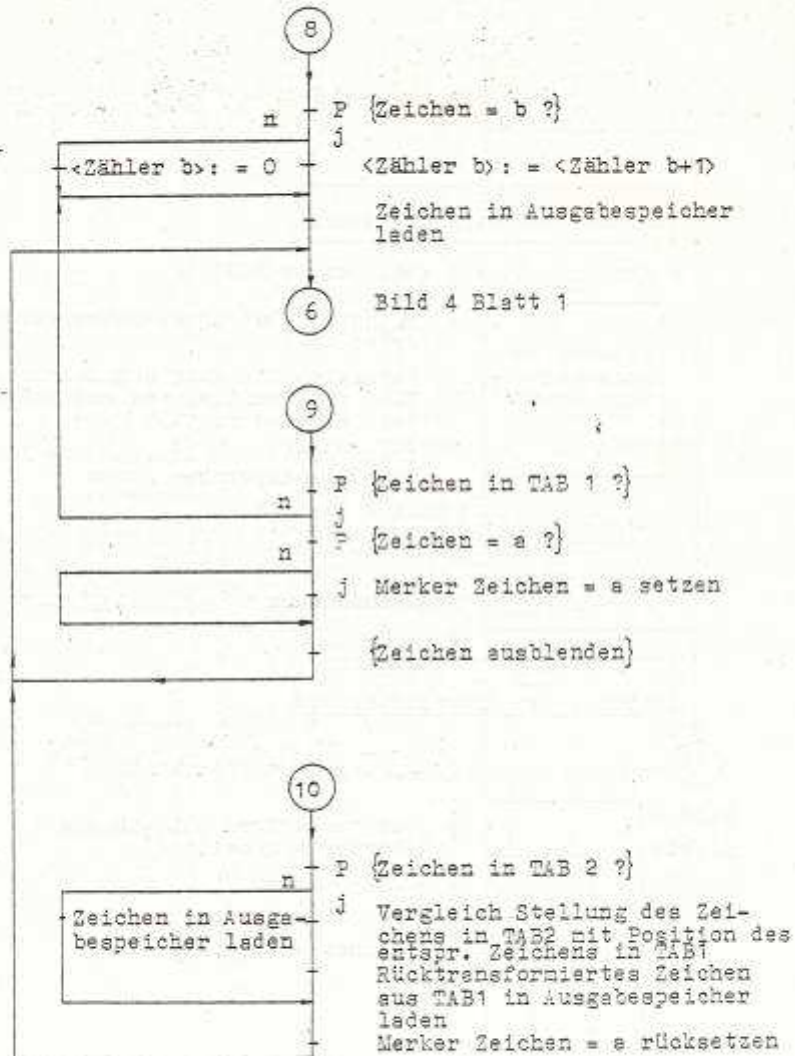 8
n P {Zeichen = b ?}
j
<Zähler b>: = 0 <Zähler b+1>: = <Zähler b+1>
Zeichen in Ausgabespeicher
laden
6 Bild 4 Blatt 1
9
P {Zeichen in TAB 1 ?}
n j
n P {Zeichen = a ?}
j Merker Zeichen = a setzen
{Zeichen ausblenden}
10
P {Zeichen in TAB 2 ?}
n
j Vergleich Stellung des Zei-
Zeichen in Ausga- chens in TAB2 mit Position des
bespeicher laden entspr. Zeichens in TAB1
Rücktransformiertes Zeichen
aus TAB1 in Ausgabespeicher
laden
Merker Zeichen = a rücksetzen